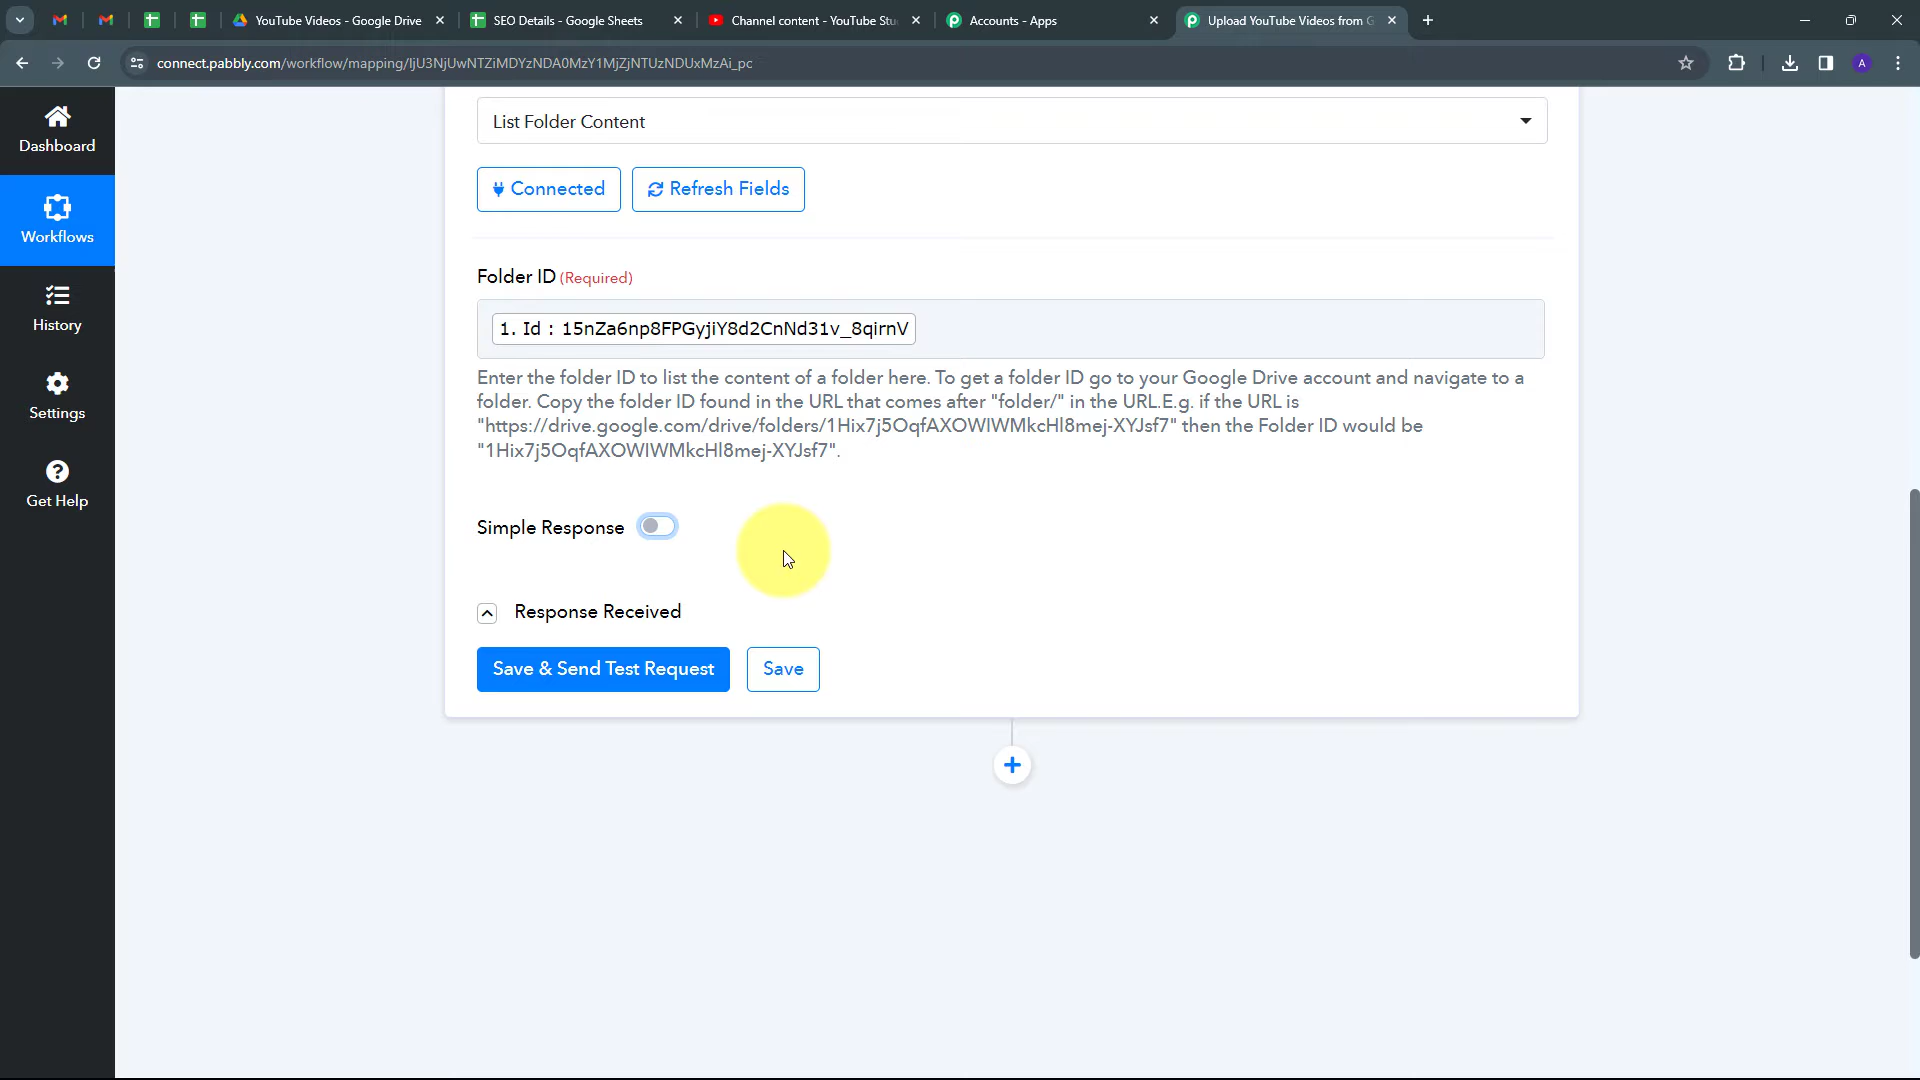 YouTube Videos - Google Drive
SEO Details - Google Sheets
Channel content - YouTube Stu
Accounts - Apps
Upload YouTube Videos from G
connect.pabbly.com/workflow/mapping/IjU3NjUwNTZiMDYzNDA0MzY1MjZjNTUzNDUxMzAi_pc
A
Dashboard
Workflows
History
Settings
Get Help
List Folder Content
Connected
Refresh Fields
Folder ID (Required)
1. Id : 15nZa6np8FPGyjiY8d2CnNd31v_8qirnV
Enter the folder ID to list the content of a folder here. To get a folder ID go to your Google Drive account and navigate to a
folder. Copy the folder ID found in the URL that comes after "folder/" in the URL.E.g. if the URL is
"https://drive.google.com/drive/folders/1Hix7j5OqfAXOWIWMkcHl8mej-XYJsf7" then the Folder ID would be
"1Hix7j5OqfAXOWIWMkcHl8mej-XYJsf7".
Simple Response
Response Received
Save & Send Test Request
Save